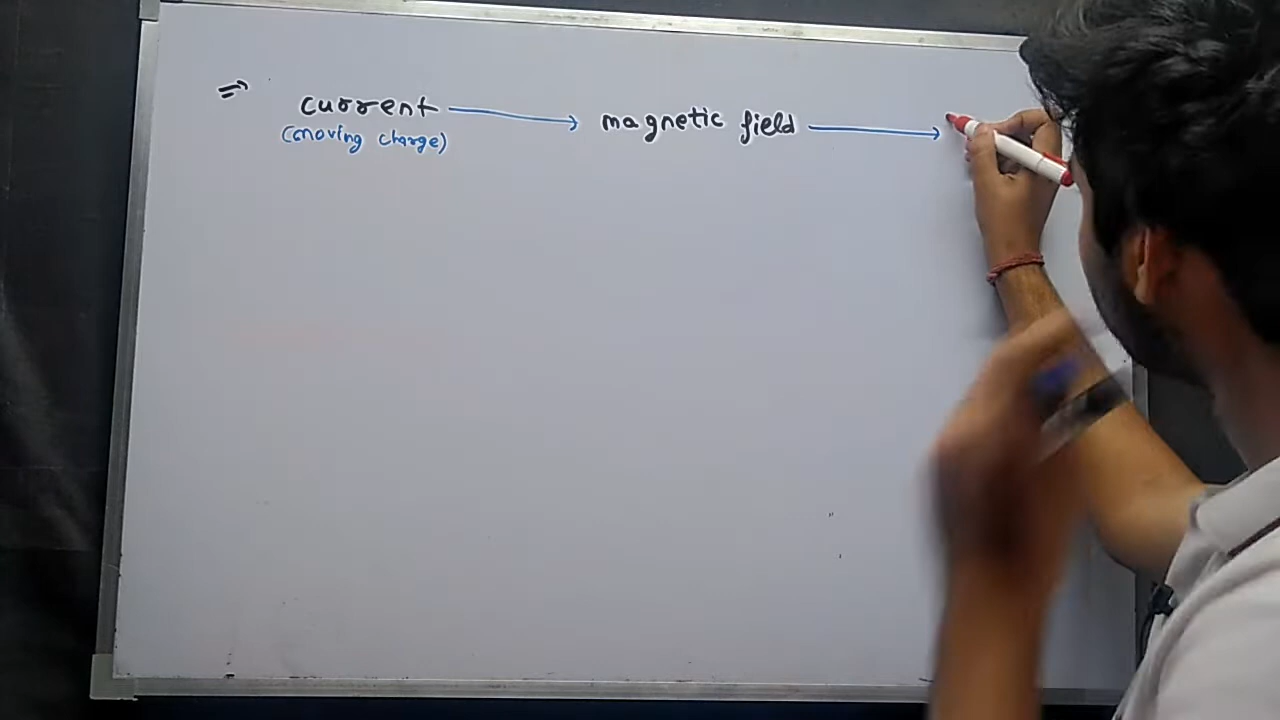 ⇒ current → magnetic field →
(moving charge)